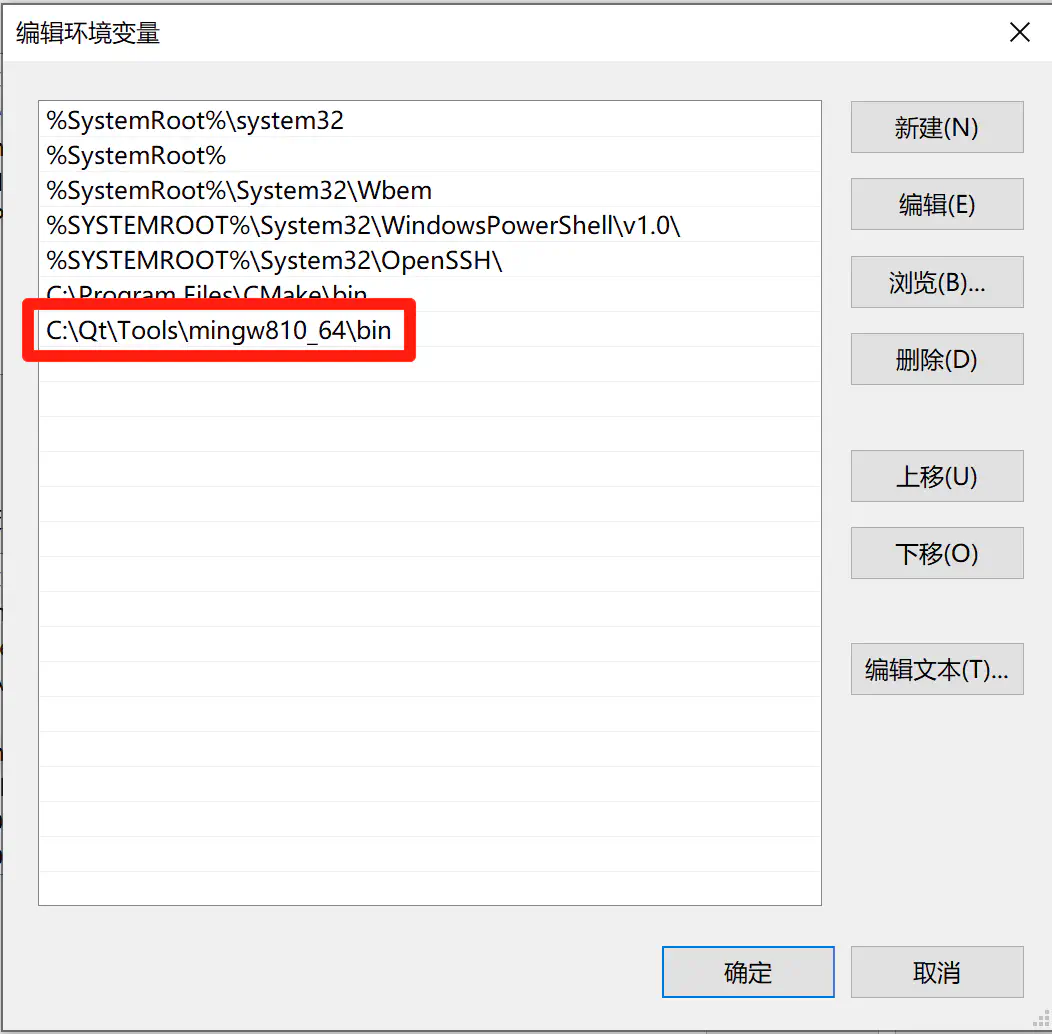 编辑环境变量
%SystemRoot%\system32
%SystemRoot%
%SystemRoot%\System32\Wbem
%SYSTEMROOT%\System32\WindowsPowerShell\v1.0\
%SYSTEMROOT%\System32\OpenSSH\
C:\Program Files\CMake\bin
C:\Qt\Tools\mingw810_64\bin
新建(N)
编辑(E)
浏览(B)...
删除(D)
上移(U)
下移(O)
编辑文本(T)...
确定
取消